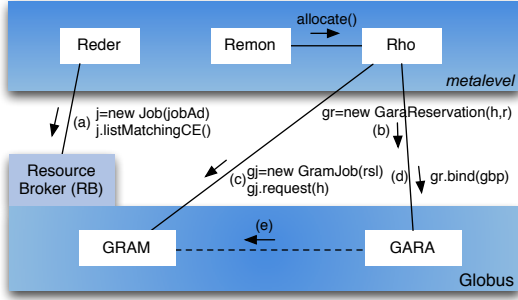 allocate()
Reder
Remon
Rho
metalevel
(a)
j=new Job(jobAd)
j.listMatchingCE()
gr=new GaraReservation(h,r)
(b)
Resource
Broker (RB)
(c)
gj=new GramJob(rsl)
gj.request(h)
(d)
gr.bind(gbp)
(e)
GRAM
GARA
Globus